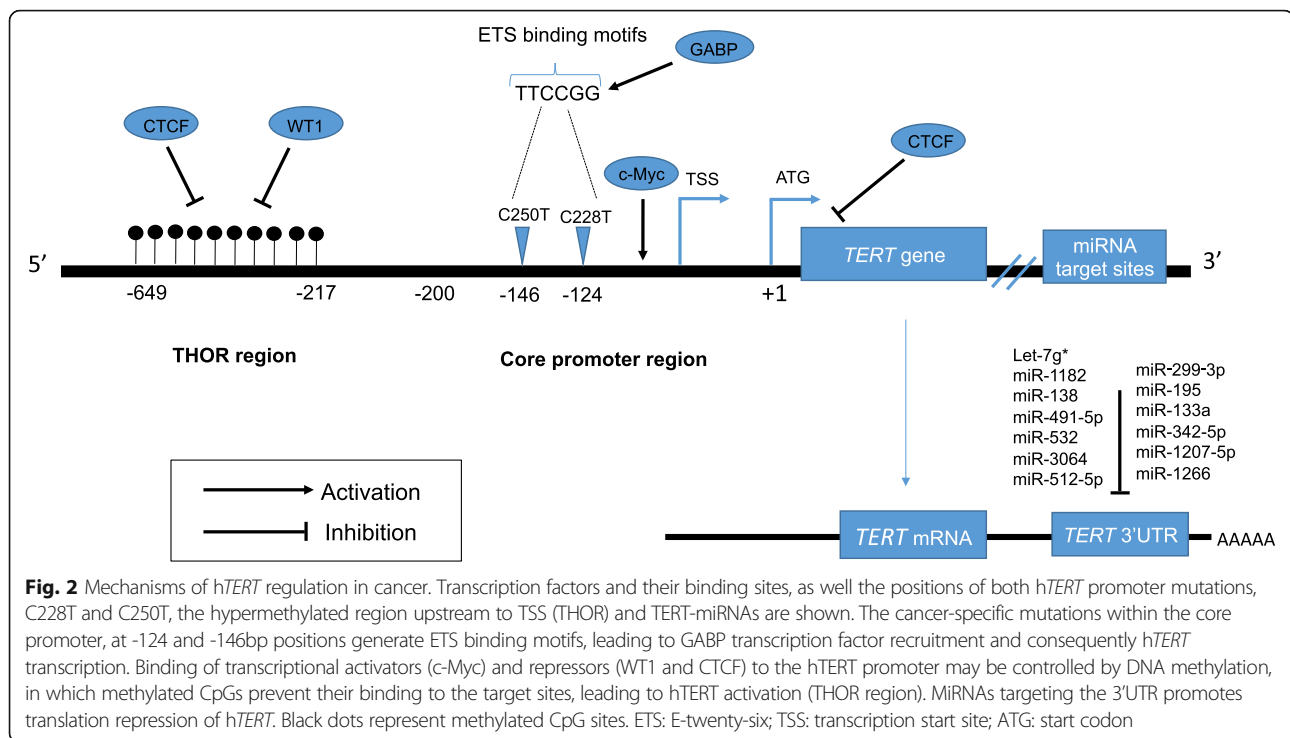 ETS binding motifs
GABP
TTCCGG
CTCF
WT1
CTCF
c-Myc
TSS
ATG
C250T
C228T
5’
TERT gene
miRNA
target sites
3’
-649
-217
-200
-146
-124
+1
THOR region
Core promoter region
Let-7g*
miR-1182
miR-138
miR-491-5p
miR-532
miR-3064
miR-512-5p
miR-299-3p
miR-195
miR-133a
miR-342-5p
miR-1207-5p
miR-1266
Activation
Inhibition
TERT mRNA
TERT 3’UTR
AAAAA
Fig. 2 Mechanisms of hTERT regulation in cancer. Transcription factors and their binding sites, as well the positions of both hTERT promoter mutations,
C228T and C250T, the hypermethylated region upstream to TSS (THOR) and TERT-miRNAs are shown. The cancer-specific mutations within the core
promoter, at -124 and -146bp positions generate ETS binding motifs, leading to GABP transcription factor recruitment and consequently hTERT
transcription. Binding of transcriptional activators (c-Myc) and repressors (WT1 and CTCF) to the hTERT promoter may be controlled by DNA methylation,
in which methylated CpGs prevent their binding to the target sites, leading to hTERT activation (THOR region). MiRNAs targeting the 3’UTR promotes
translation repression of hTERT. Black dots represent methylated CpG sites. ETS: E-twenty-six; TSS: transcription start site; ATG: start codon